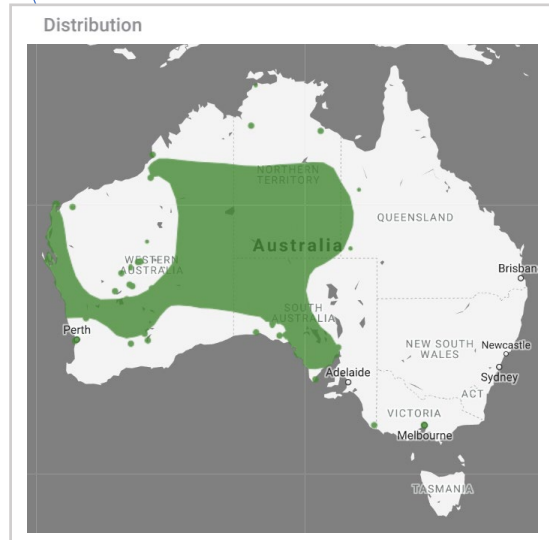 Distribution
NORTHERN
TERRITORY
QUEENSLAND
Australia
WESTERN
AUSTRALIA
Brisban
SOUTH
AUSTRALIA
Perth
NEW SOUTH
WALES
Newcastle
Sydney
Adelaide
ACT
VICTORIA
Melbourne
TASMANIA